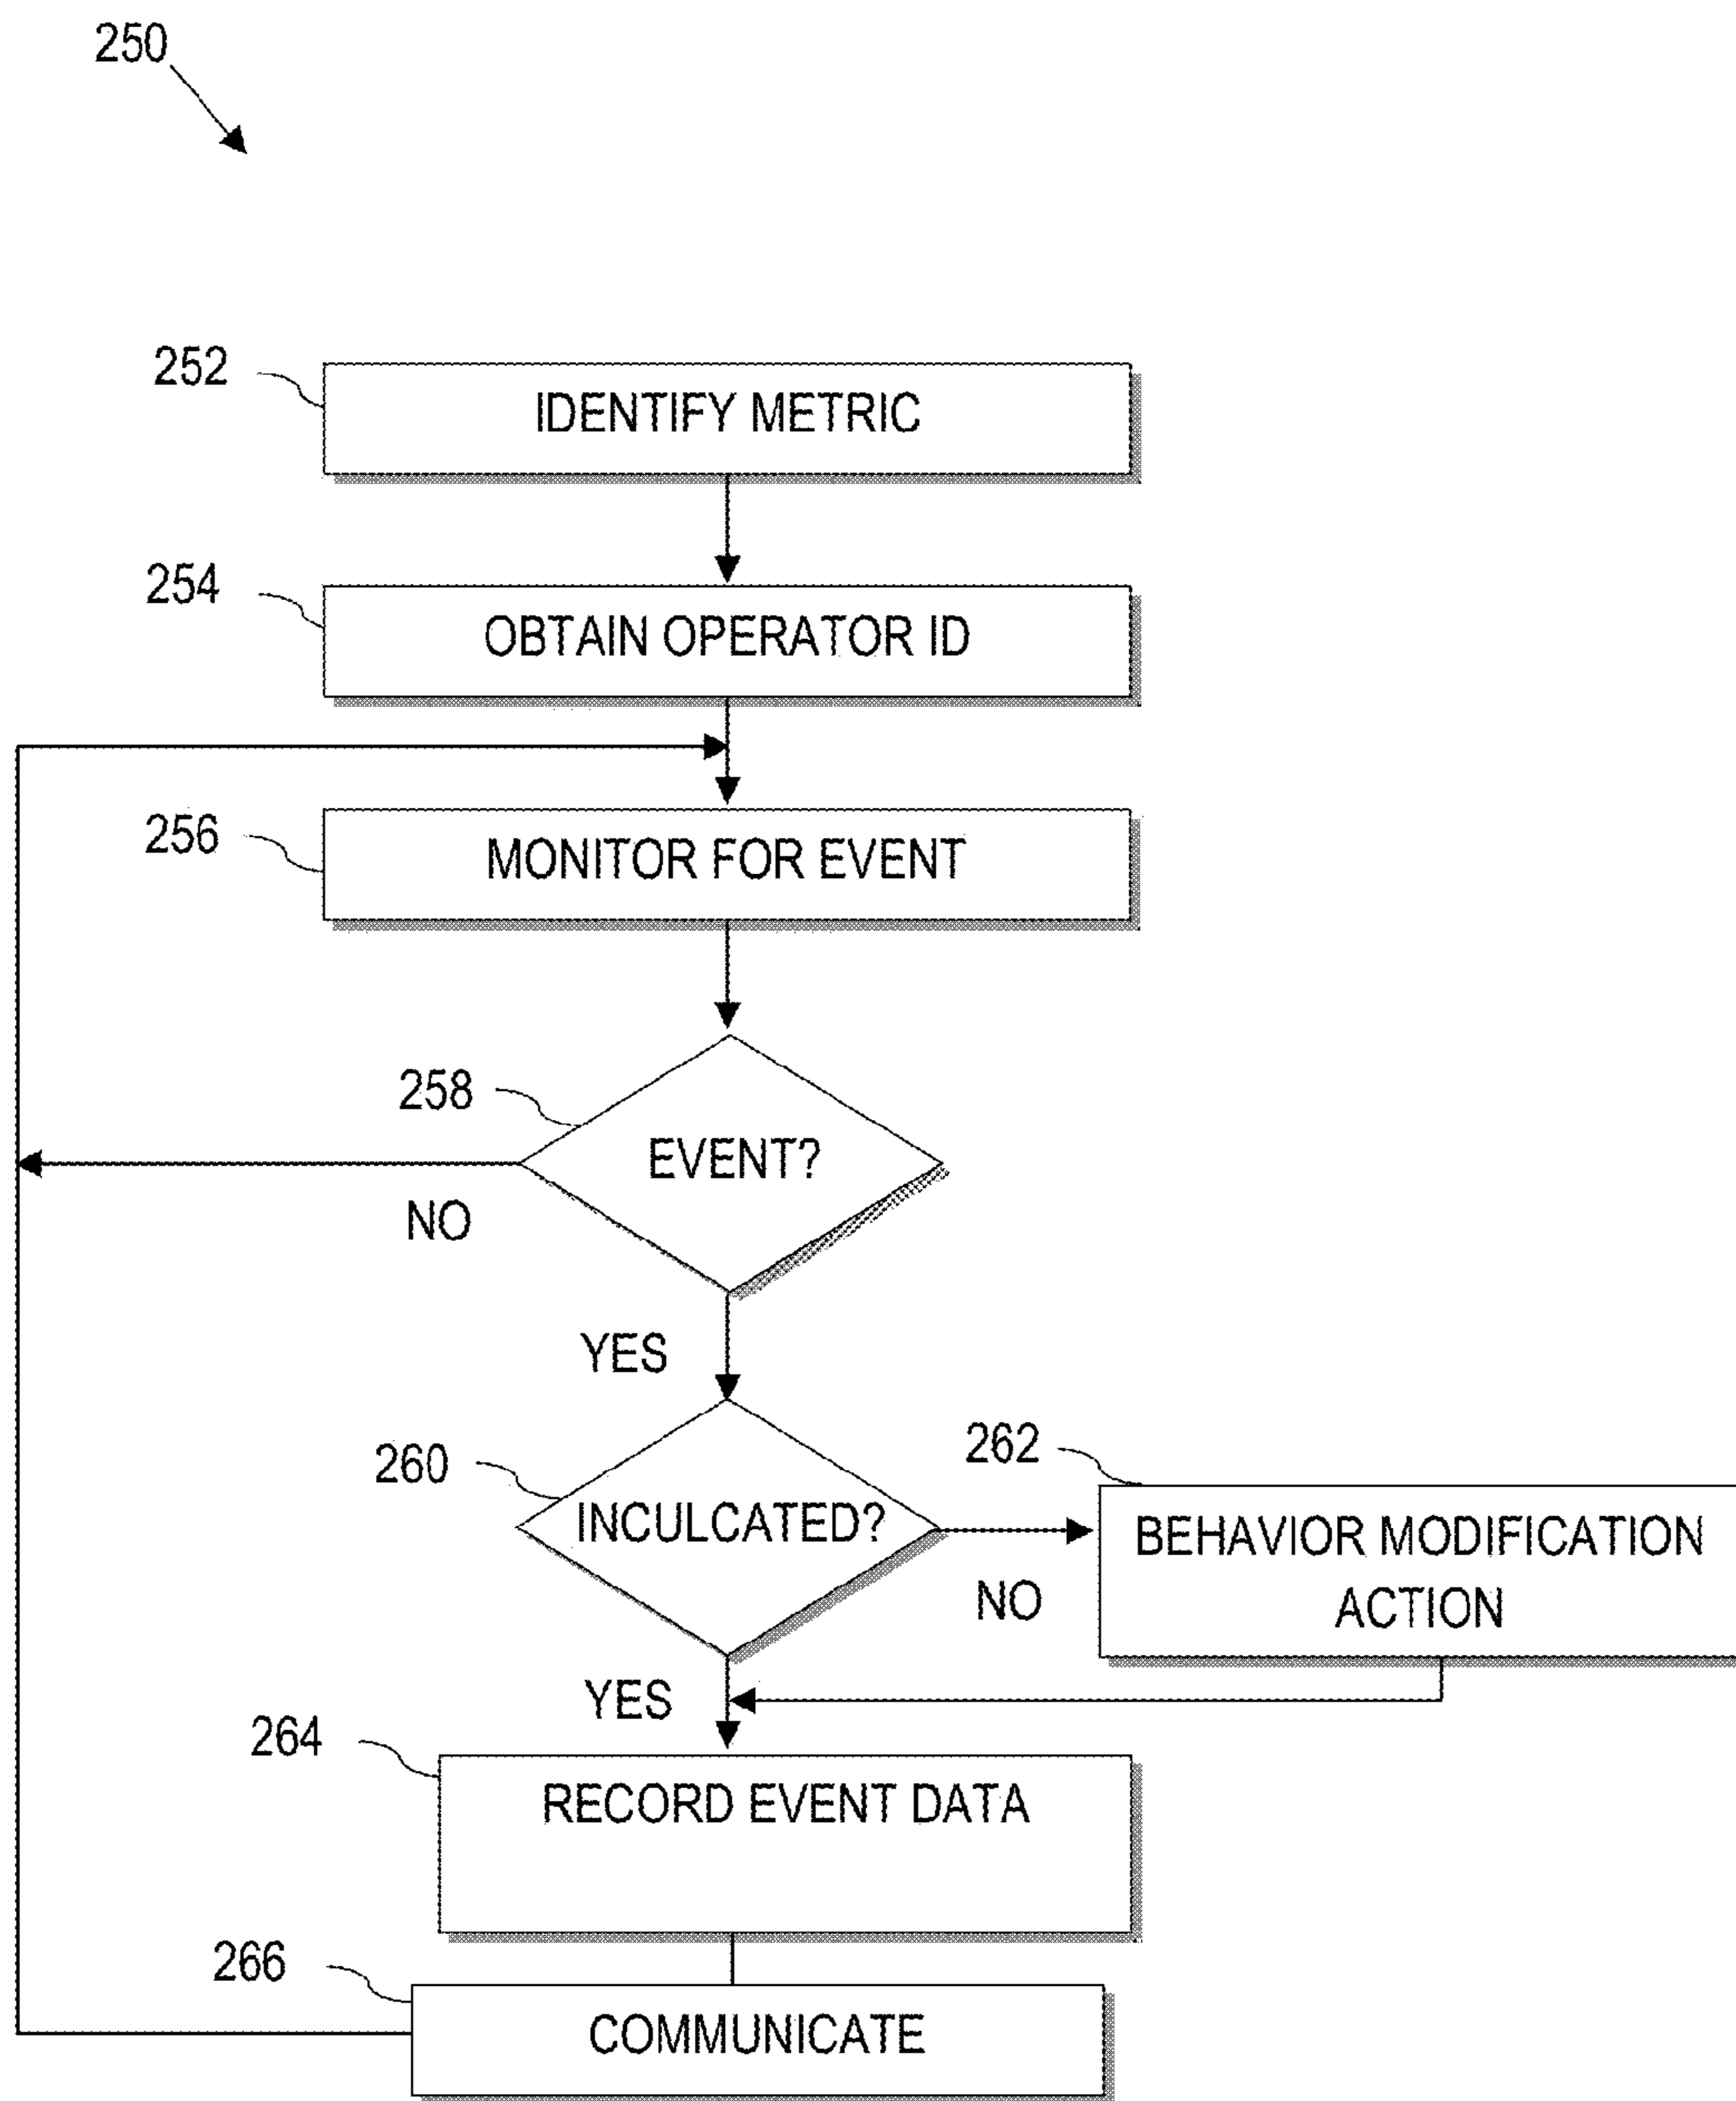 250
252
IDENTIFY METRIC
254
OBTAIN OPERATOR ID
256
MONITOR FOR EVENT
258
EVENT?
NO
YES
260
INCULCATED?
NO
262
BEHAVIOR MODIFICATION
ACTION
YES
264
RECORD EVENT DATA
266
COMMUNICATE